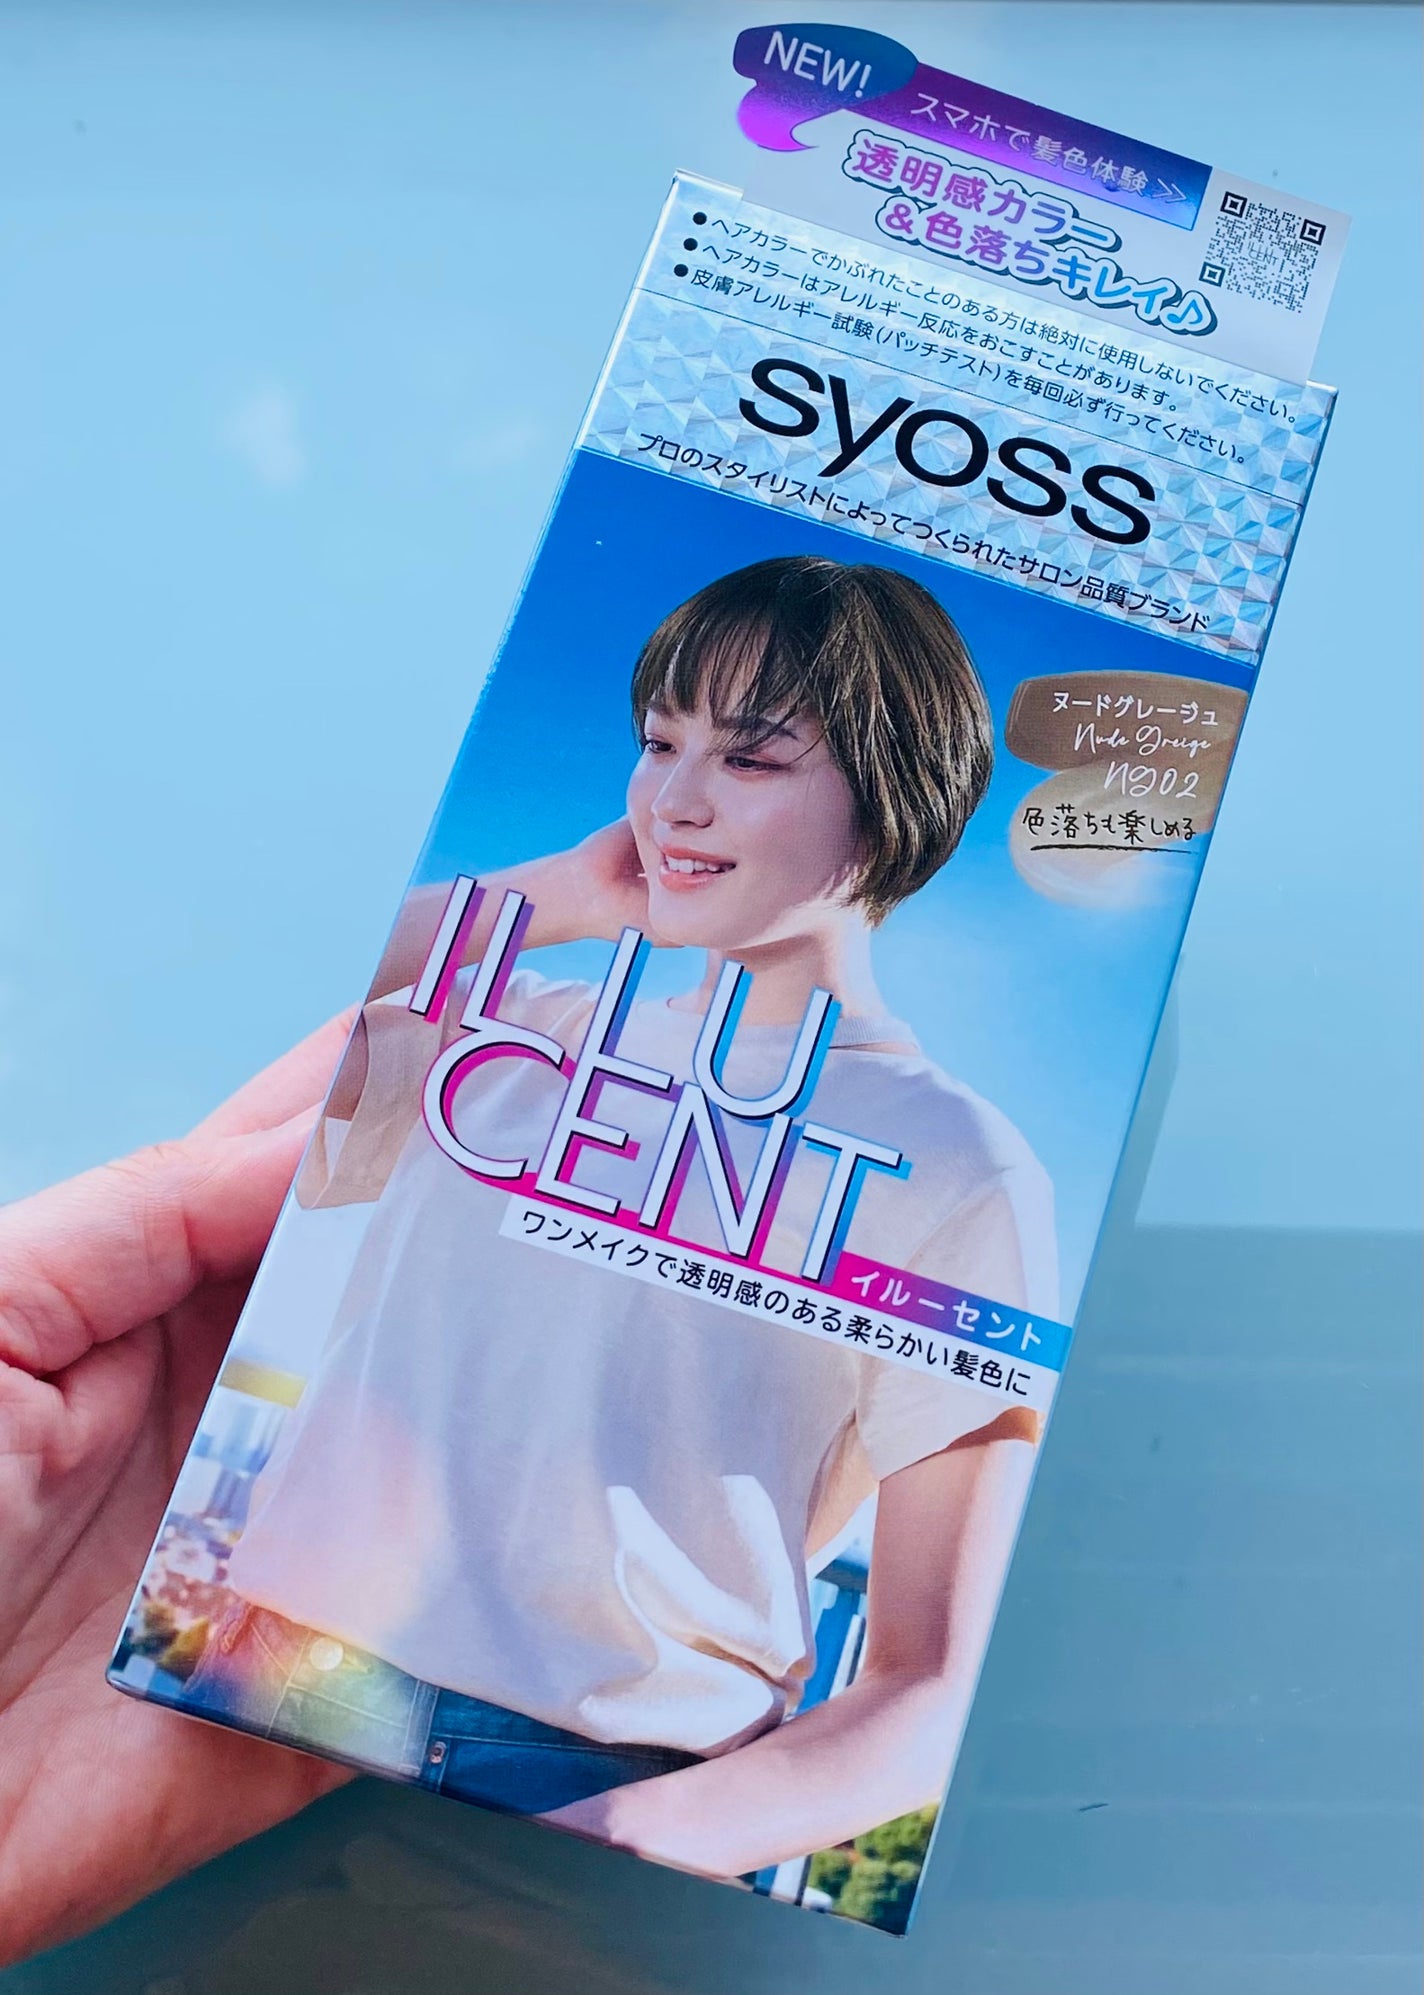 NEW!
スマホで髪色体験 >>
透明感カラー
&色落ちキレイ♪
●ヘアカラーでかぶれたことのある方は絶対に使用しないでください。
●ヘアカラーはアレルギー反応をおこすことがあります。
●皮膚アレルギー試験(パッチテスト)を毎回必ず行ってください。
syoss
プロのスタイリストによってつくられたサロン品質ブランド
ヌードグレージュ
Nude Greige
NG02
色落ちも楽しめる
ILLU
CENT
イルーセント
ワンメイクで透明感のある柔らかい髪色に